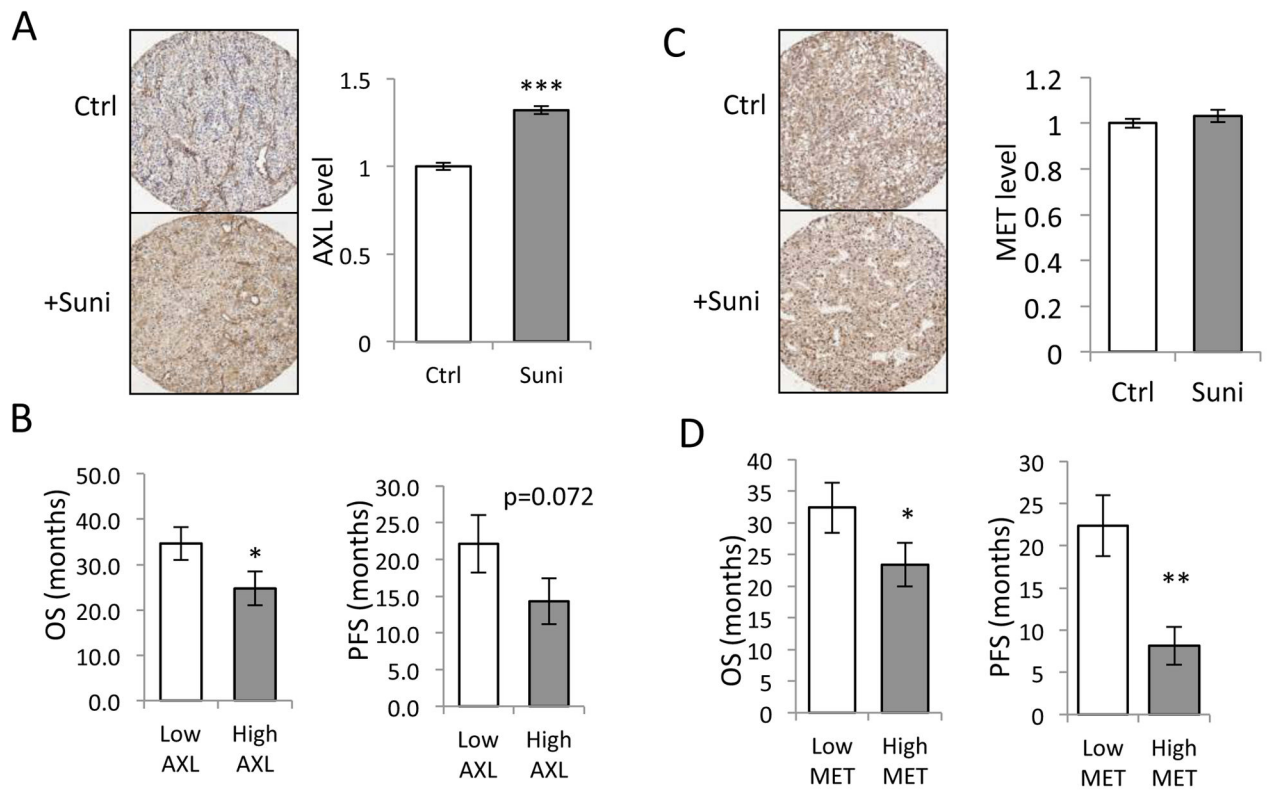 A
Ctrl
+Suni
AXL level
1.5
1
0.5
0
***
Ctrl
Suni
C
Ctrl
+Suni
MET level
1.2
1
0.8
0.6
0.4
0.2
0
Ctrl
Suni
B
OS (months)
50.0
40.0
30.0
20.0
10.0
0.0
*
Low
AXL
High
AXL
PFS (months)
30.0
25.0
20.0
15.0
10.0
5.0
0.0
p=0.072
Low
AXL
High
AXL
D
OS (months)
40
35
30
25
20
15
10
5
0
*
Low
MET
High
MET
PFS (months)
30
25
20
15
10
5
0
**
Low
MET
High
MET